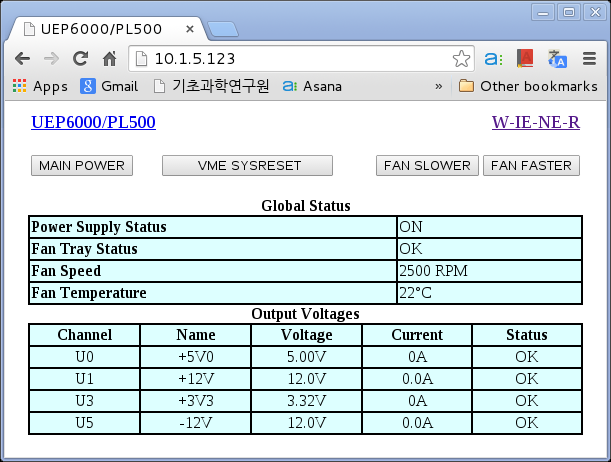 UEP6000/PL500
10.1.5.123
Apps Gmail 기초과학연구원 Asana » Other bookmarks
UEP6000/PL500 W-IE-NE-R
MAIN POWER VME SYSRESET FAN SLOWER FAN FASTER
Global Status
Power Supply Status ON
Fan Tray Status OK
Fan Speed 2500 RPM
Fan Temperature 22°C
Output Voltages
Channel Name Voltage Current Status
U0 +5V0 5.00V 0A OK
U1 +12V 12.0V 0.0A OK
U3 +3V3 3.32V 0A OK
U5 -12V 12.0V 0.0A OK